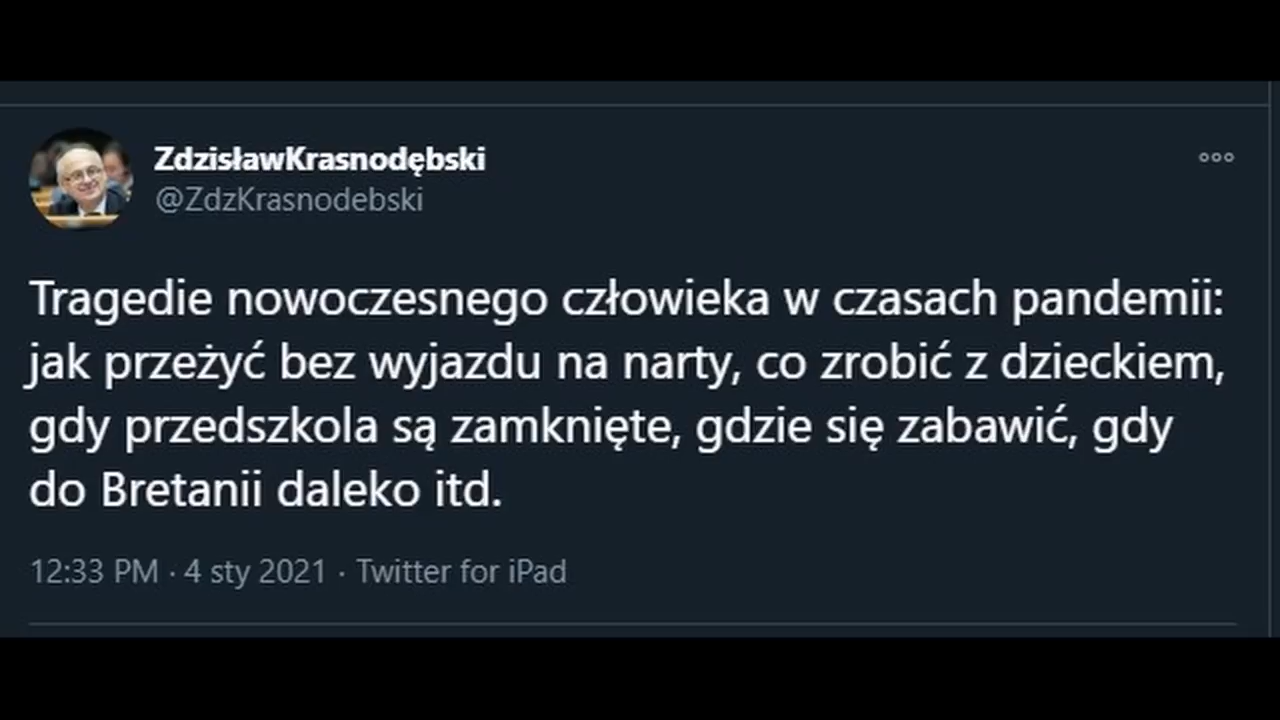 ZdzisławKrasnodębski
@ZdzKrasnodebski
Tragedie nowoczesnego człowieka w czasach pandemii:
jak przeżyć bez wyjazdu na narty, co zrobić z dzieckiem,
gdy przedszkola są zamknięte, gdzie się zabawić, gdy
do Bretanii daleko itd.
12:33 PM · 4 sty 2021 · Twitter for iPad